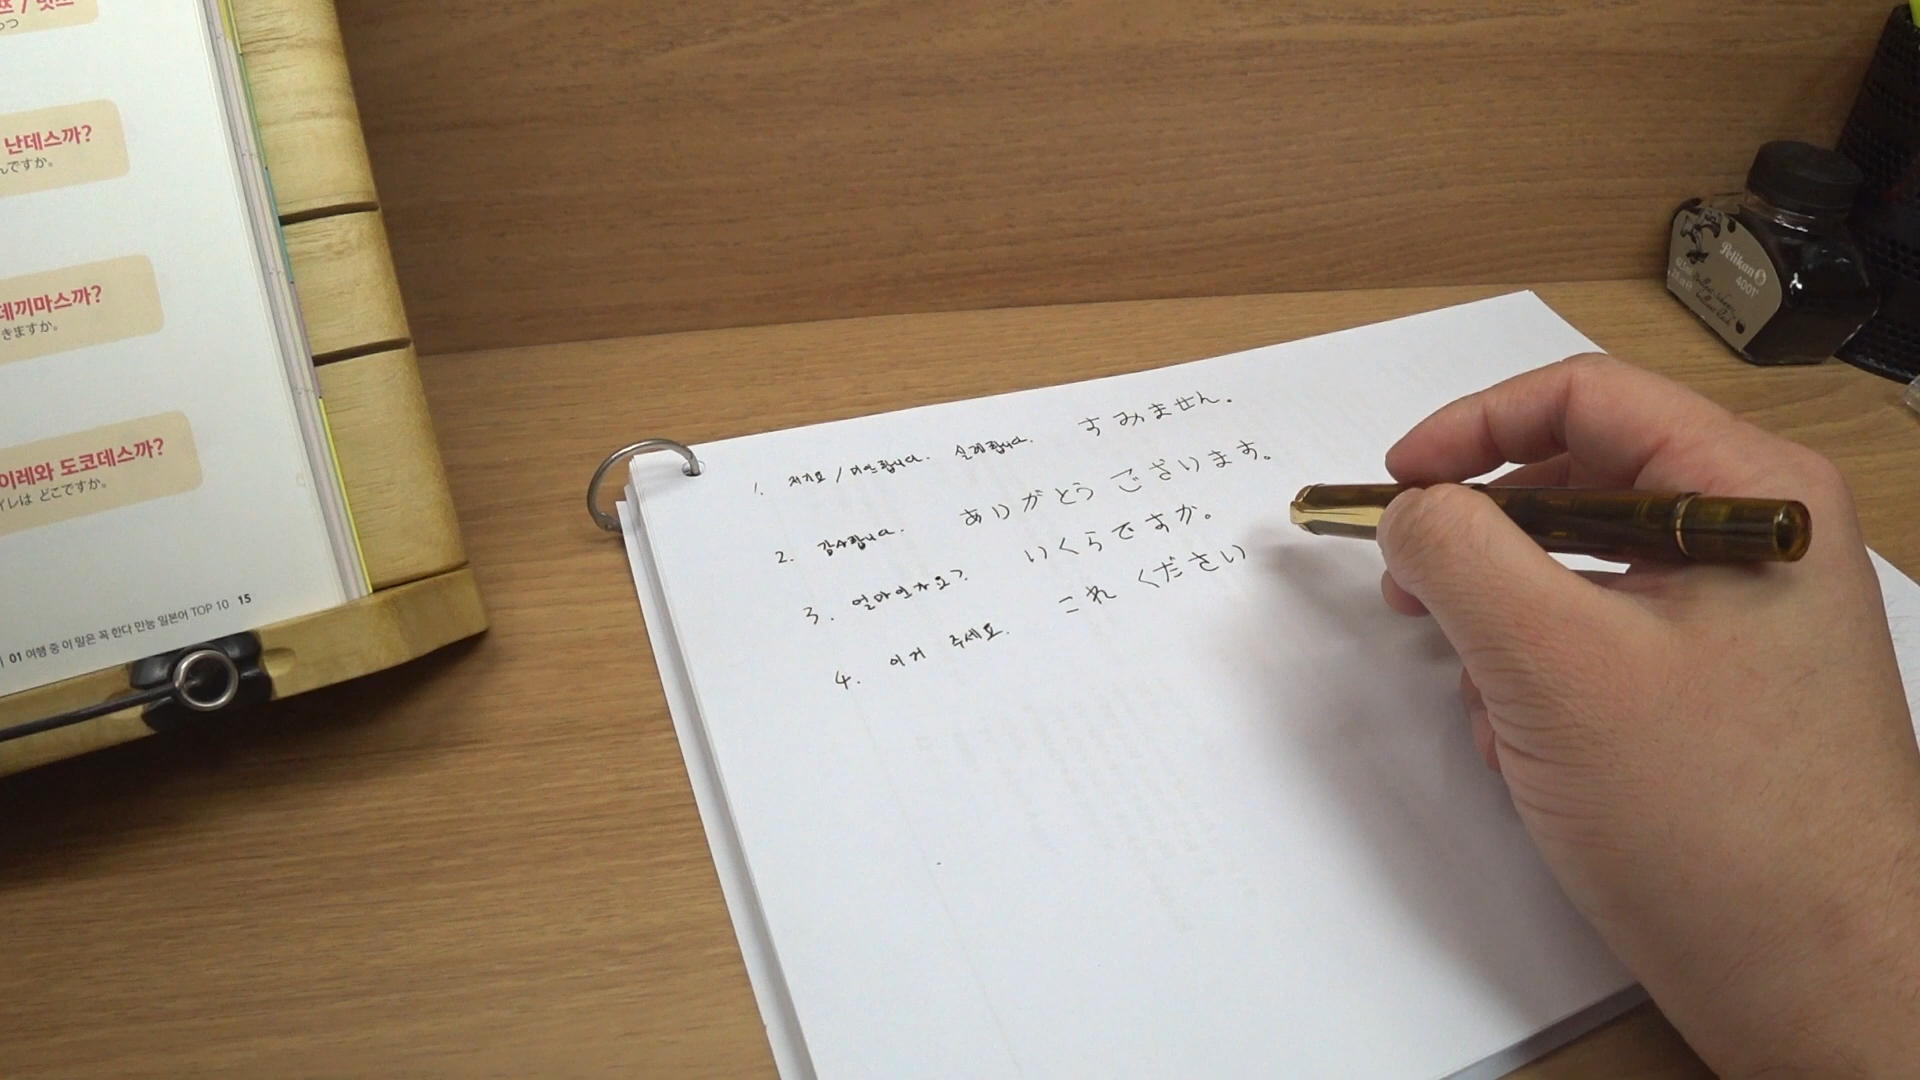 난데스까?
んですか。
데끼마스까?
きますか。
이레와 도코데스까?
イレは どこですか。
01 여행 중 이 말은 꼭 한다 만능 일본어 TOP 10 15
1. 저기요 / 미안합니다. 실례합니다. すみません。
2. 감사합니다. ありがとう ございます。
3. 얼마인가요? いくらですか。
4. 이거 주세요. これ ください
Pelikan
4001